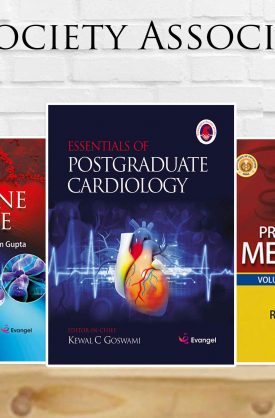 OCIETY ASSOCI
ESSENTIALS OF
POSTGRADUATE
CARDIOLOGY
EDITOR-IN-CHIEF
KEWAL C GOSWAMI
Evangel
NE
E
n Gupta
Evangel
PR
ME
VOLU
R